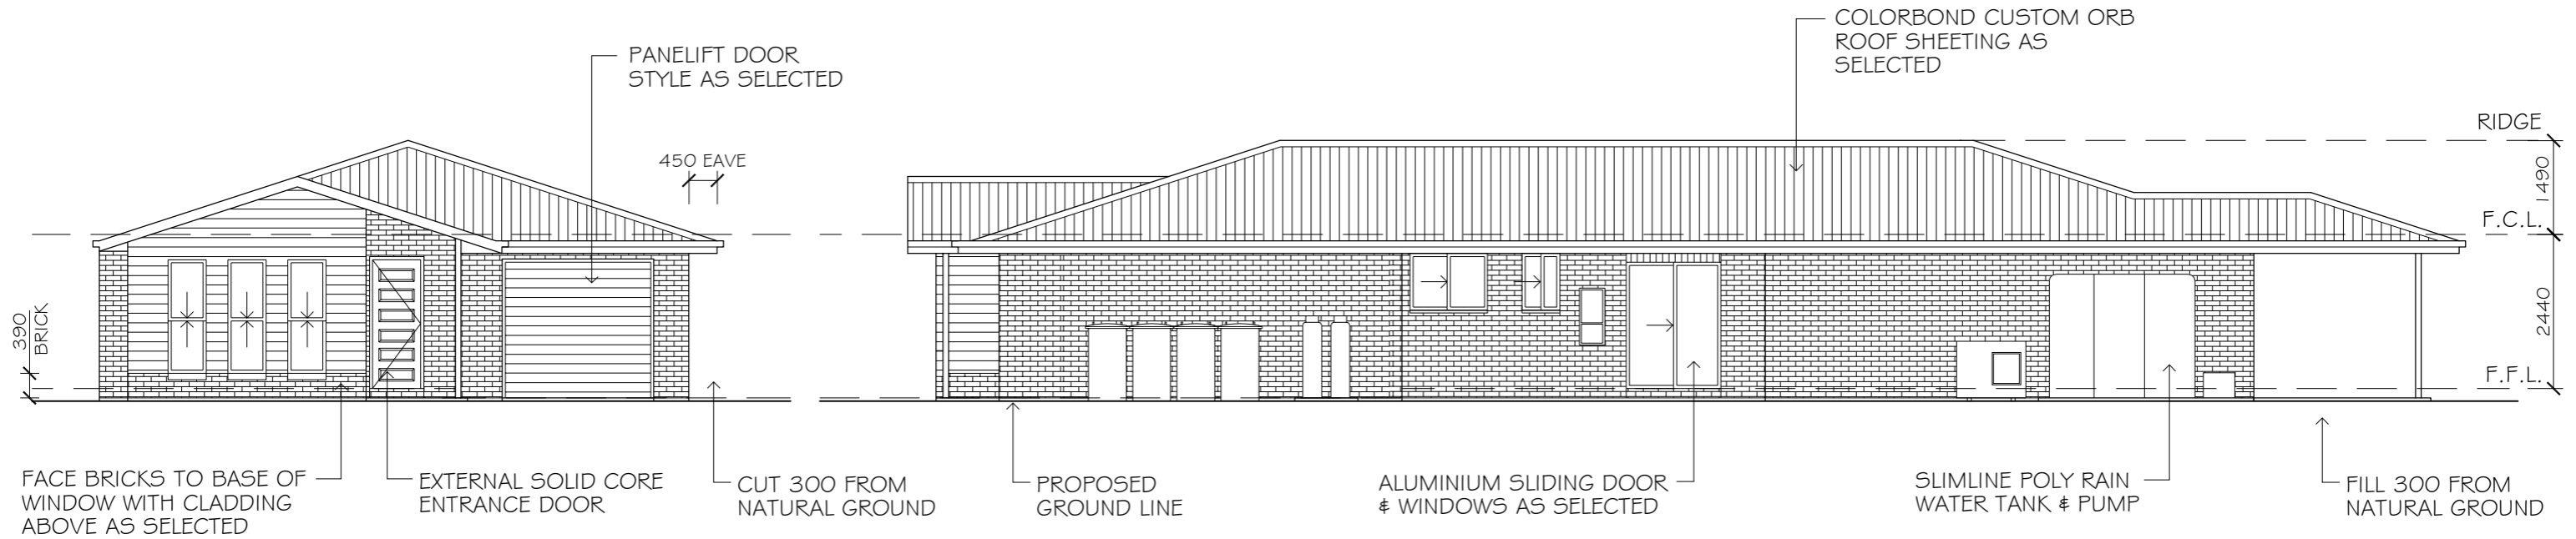 COLORBOND CUSTOM ORB
ROOF SHEETING AS
SELECTED
PANELIFT DOOR
STYLE AS SELECTED
RIDGE
450 EAVE
1490
F.C.L.
2440
390
BRICK
F.F.L.
FACE BRICKS TO BASE OF
WINDOW WITH CLADDING
ABOVE AS SELECTED
EXTERNAL SOLID CORE
ENTRANCE DOOR
CUT 300 FROM
NATURAL GROUND
PROPOSED
GROUND LINE
ALUMINIUM SLIDING DOOR
& WINDOWS AS SELECTED
SLIMLINE POLY RAIN
WATER TANK & PUMP
FILL 300 FROM
NATURAL GROUND